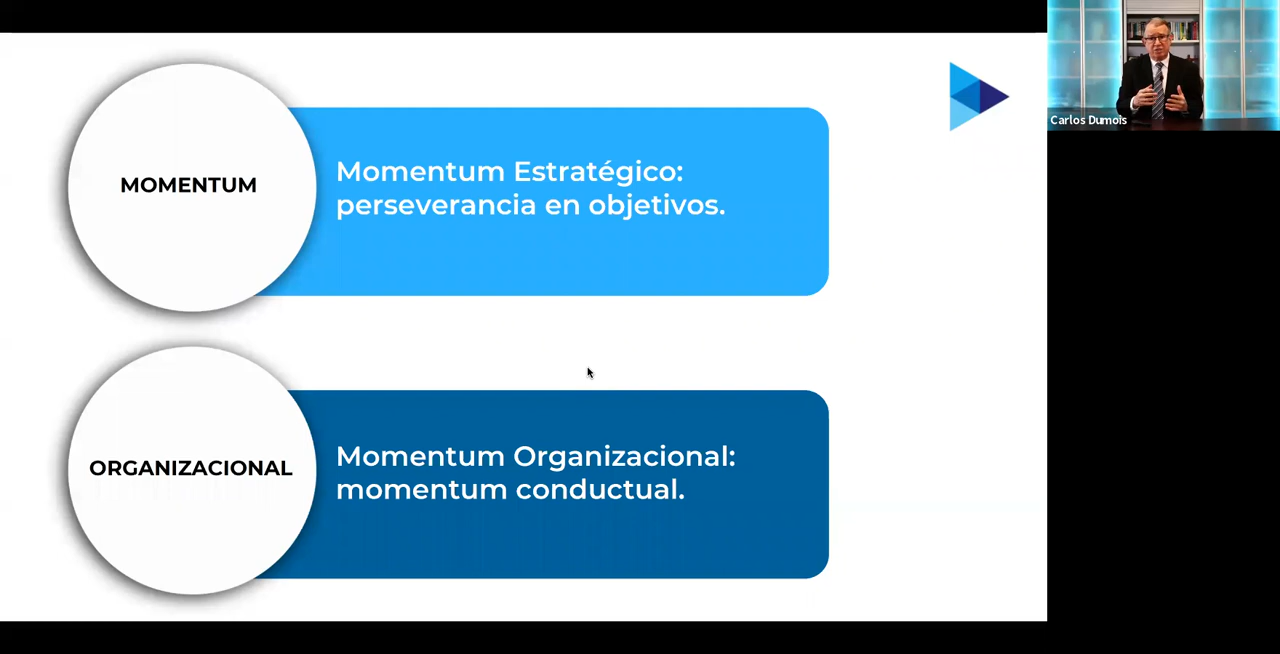 MOMENTUM
Momentum Estratégico:
perseverancia en objetivos.
ORGANIZACIONAL
Momentum Organizacional:
momentum conductual.
Carlos Dumois